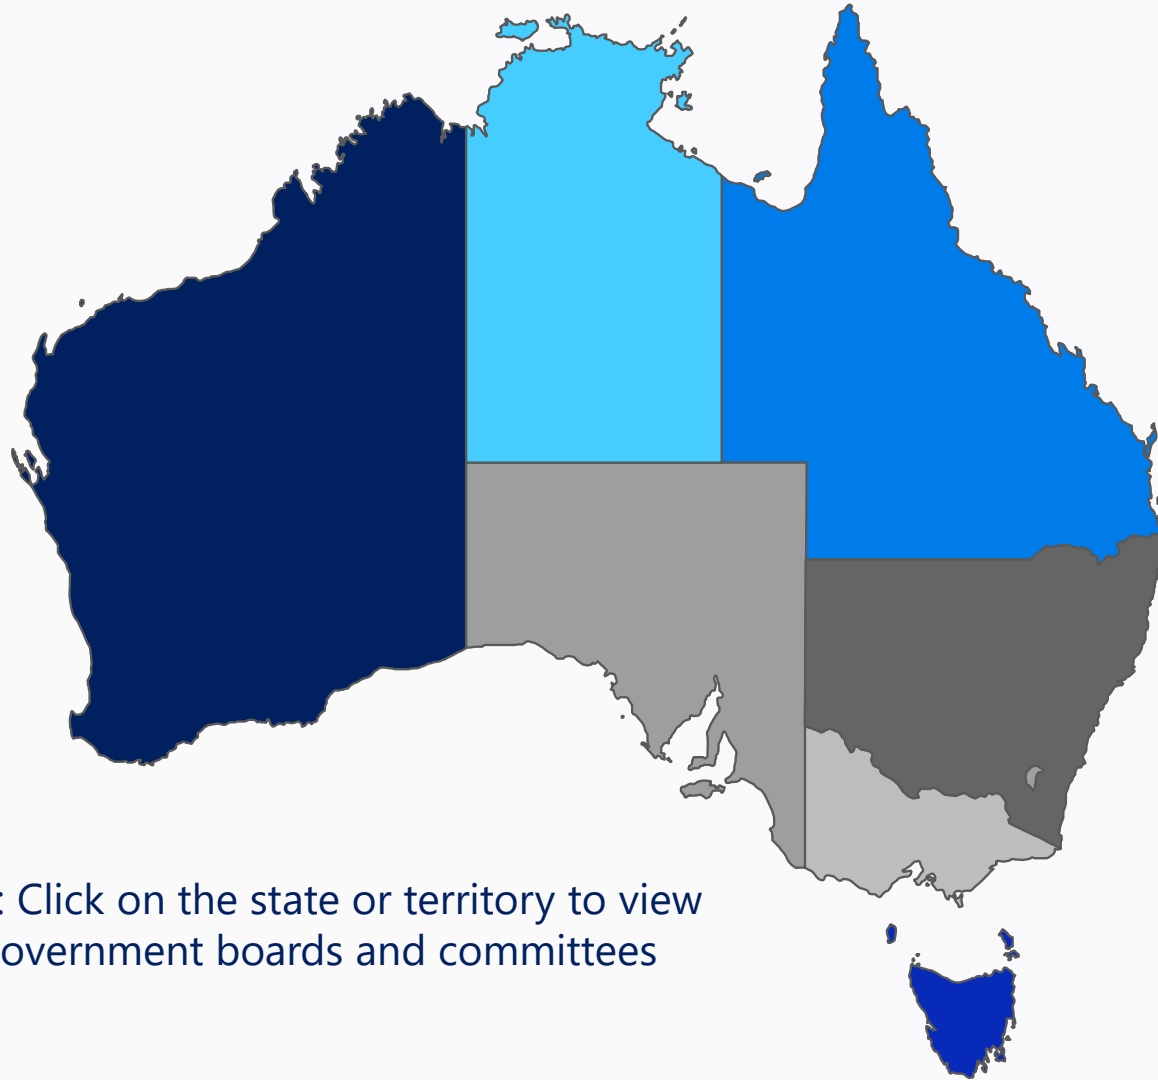 : Click on the state or territory to view
overnment boards and committees